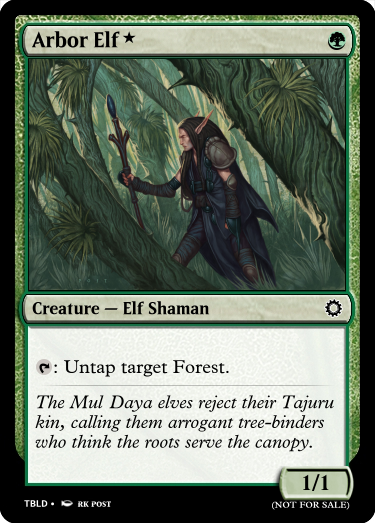 Arbor Elf ★
Creature — Elf Shaman
: Untap target Forest.
The Mul Daya elves reject their Tajuru
kin, calling them arrogant tree-binders
who think the roots serve the canopy.
1/1
TBLD • RK POST
(NOT FOR SALE)